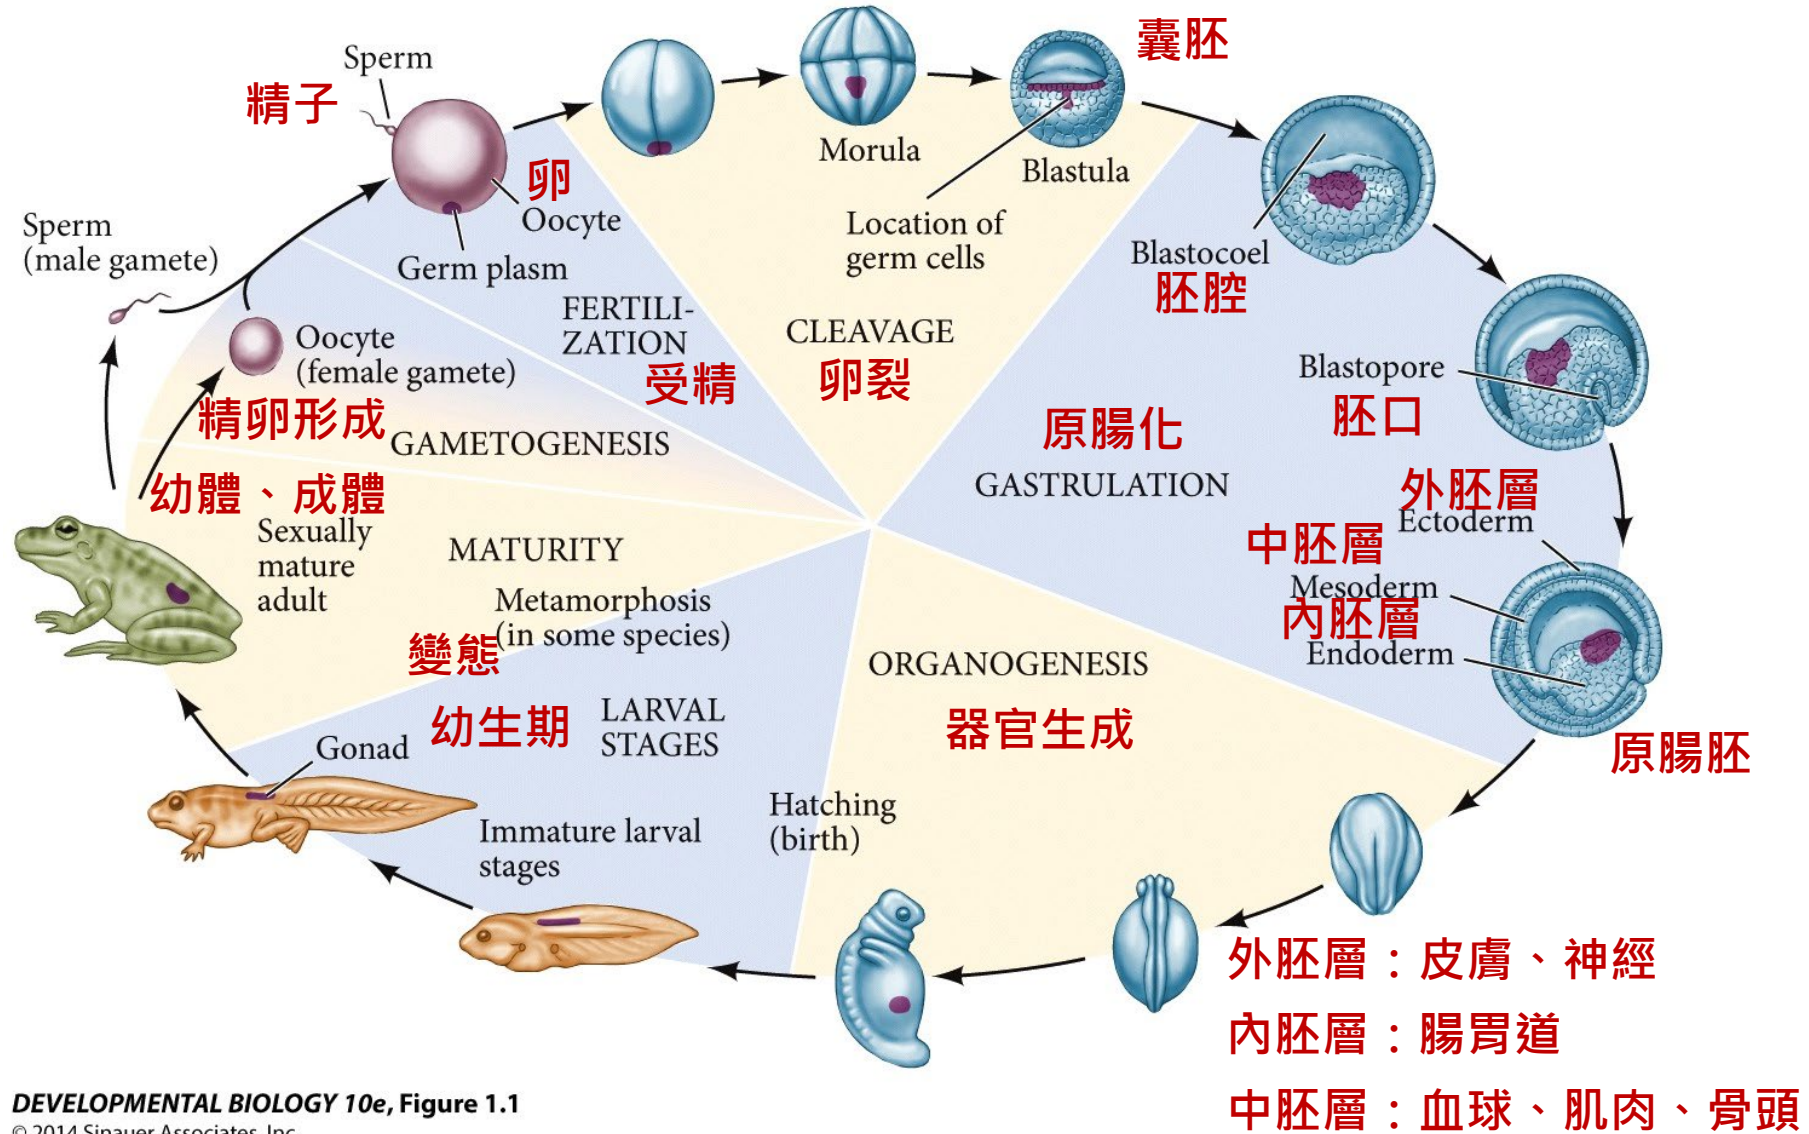 Sperm
精子
卵
Oocyte
Germ plasm
FERTILI-
ZATION
受精
Morula
囊胚
Blastula
Location of
germ cells
CLEAVAGE
卵裂
Blastocoel
胚腔
Blastopore
胚口
原腸化
GASTRULATION
外胚層
Ectoderm
中胚層
Mesoderm
內胚層
Endoderm
原腸胚
ORGANOGENESIS
器官生成
外胚層：皮膚、神經
內胚層：腸胃道
中胚層：血球、肌肉、骨頭
Hatching
(birth)
LARVAL
STAGES
幼生期
Immature larval
stages
Gonad
Metamorphosis
(in some species)
變態
MATURITY
幼體、成體
Sexually
mature
adult
GAMETOGENESIS
精卵形成
Oocyte
(female gamete)
Sperm
(male gamete)
DEVELOPMENTAL BIOLOGY 10e, Figure 1.1
© 2014 Sinauer Associates, Inc.